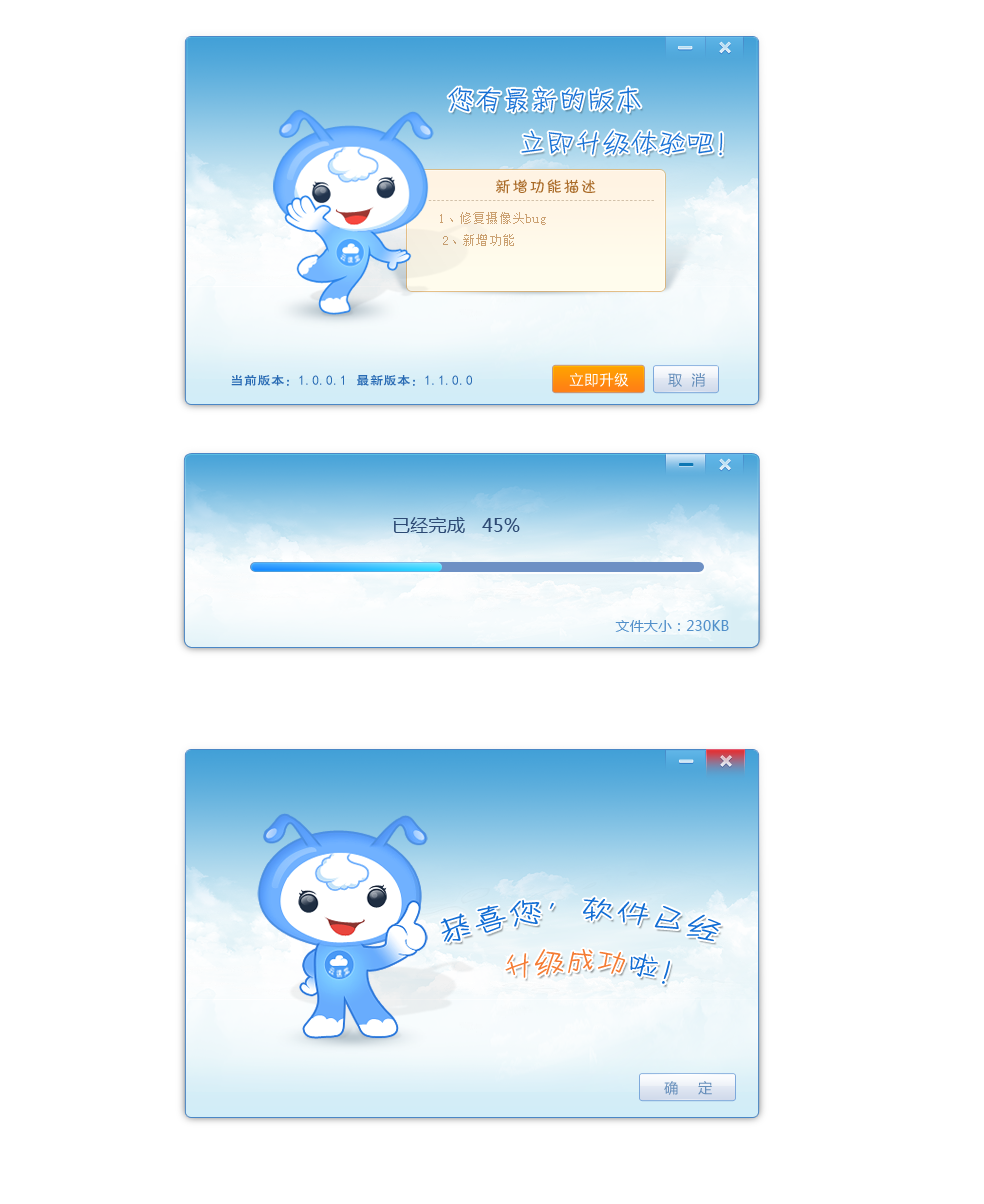 您有最新的版本
立即升级体验吧！
新增功能描述
1、修复摄像头bug
2、新增功能
当前版本：1.0.0.1 最新版本：1.1.0.0
立即升级 取 消
已经完成 45%
文件大小：230KB
恭喜您，软件已经
升级成功啦！
确 定